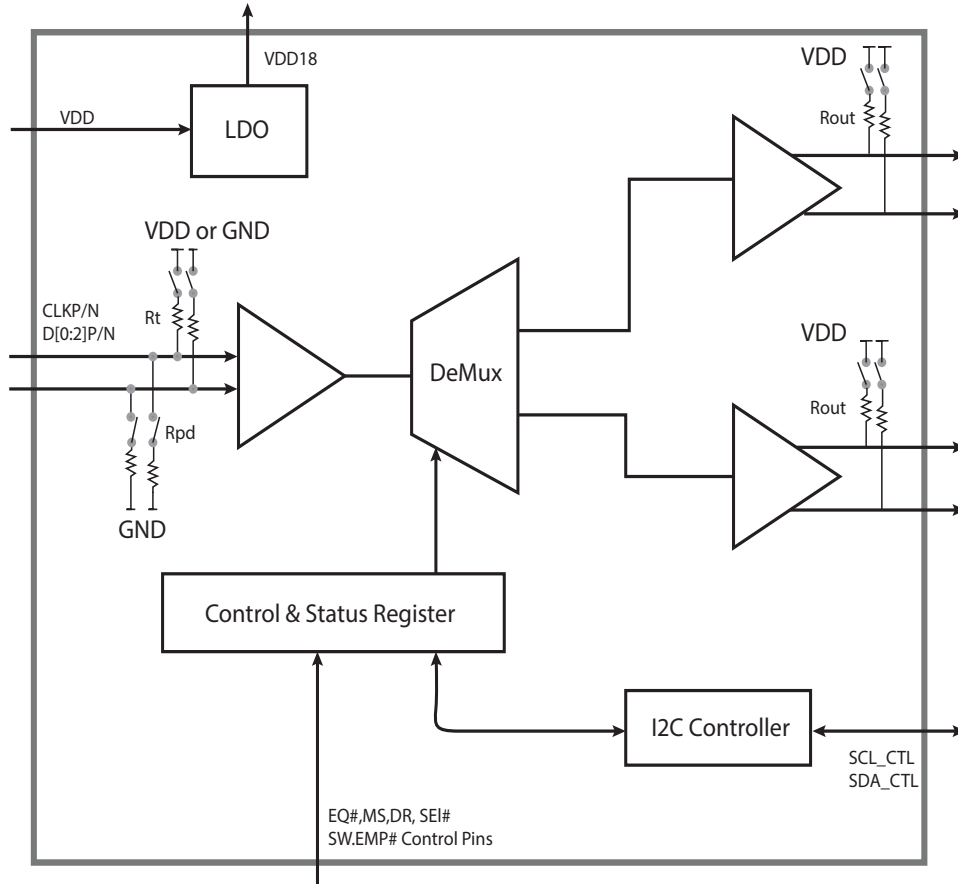 VDD18
VDD
LDO
VDD
Rout
VDD or GND
CLKP/N
D[0:2]P/N
Rt
DeMux
VDD
Rout
Rpd
GND
Control & Status Register
I2C Controller
SCL_CTL
SDA_CTL
EQ#,MS,DR, SEl#
SW.EMP# Control Pins